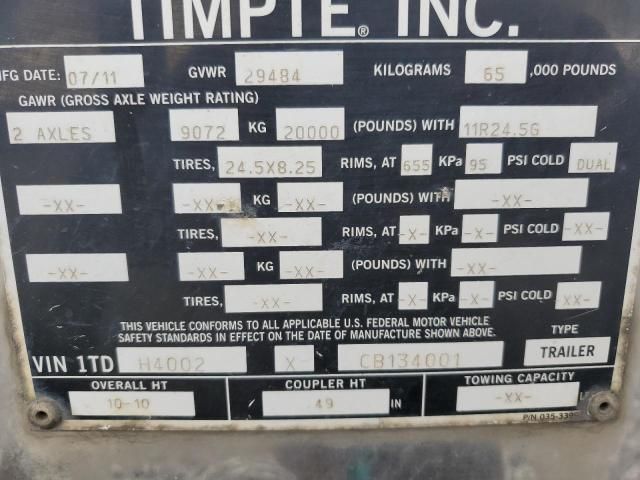 TIMPTE® INC.
MFG DATE: 07/11 GVWR 29484 KILOGRAMS 65 ,000 POUNDS
GAWR (GROSS AXLE WEIGHT RATING)
2 AXLES 9072 KG 20000 (POUNDS) WITH 11R24.5G
TIRES, 24.5X8.25 RIMS, AT 655 KPa 95 PSI COLD DUAL
-XX- -XX- KG -XX- (POUNDS) WITH -XX-
TIRES, -XX- RIMS, AT -X- KPa -X- PSI COLD -XX-
-XX- -XX- KG -XX- (POUNDS) WITH -XX-
TIRES, -XX- RIMS, AT -X- KPa -X- PSI COLD XX-
THIS VEHICLE CONFORMS TO ALL APPLICABLE U.S. FEDERAL MOTOR VEHICLE
SAFETY STANDARDS IN EFFECT ON THE DATE OF MANUFACTURE SHOWN ABOVE.
TYPE
VIN 1TD H4002 X- CB134001 TRAILER
OVERALL HT COUPLER HT TOWING CAPACITY
10-10 49 IN -XX- L
P/N 035-339